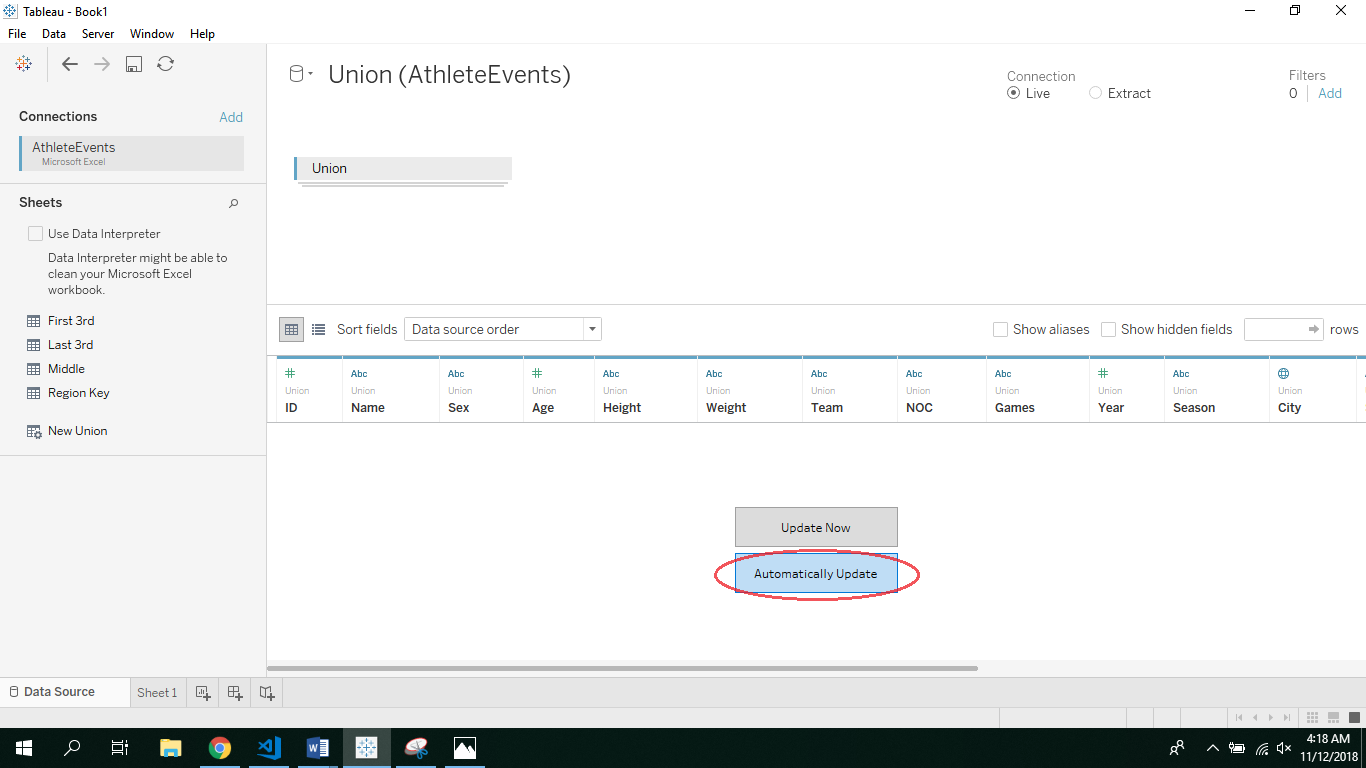 Tableau - Book1
File Data Server Window Help
Connections Add
AthleteEvents
Microsoft Excel
Sheets
Use Data Interpreter
Data Interpreter might be able to
clean your Microsoft Excel
workbook.
First 3rd
Last 3rd
Middle
Region Key
New Union
Union (AthleteEvents)
Connection
Live Extract
Filters
0 Add
Union
Sort fields Data source order Show aliases Show hidden fields rows
# Abc Abc # Abc Abc Abc Abc Abc # Abc
Union Union Union Union Union Union Union Union Union Union Union Union
ID Name Sex Age Height Weight Team NOC Games Year Season City
Update Now
Automatically Update
Data Source Sheet 1
4:18 AM
11/12/2018